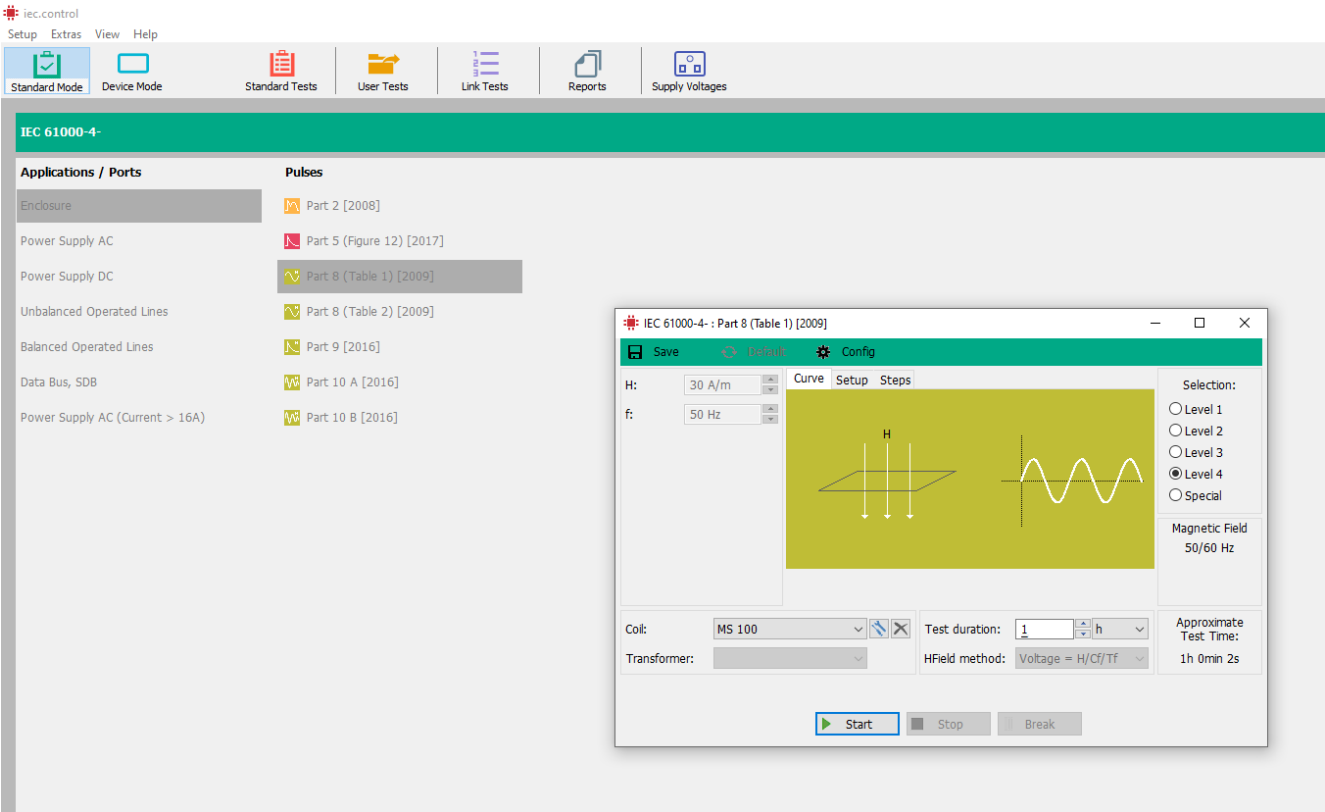 iec.control
Setup Extras View Help
Standard Mode Device Mode Standard Tests User Tests Link Tests Reports Supply Voltages
IEC 61000-4-
Applications / Ports Pulses
Enclosure Part 2 [2008]
Power Supply AC Part 5 (Figure 12) [2017]
Power Supply DC Part 8 (Table 1) [2009]
Unbalanced Operated Lines Part 8 (Table 2) [2009]
Balanced Operated Lines Part 9 [2016]
Data Bus, SDB Part 10 A [2016]
Power Supply AC (Current > 16A) Part 10 B [2016]
IEC 61000-4- : Part 8 (Table 1) [2009]
Save Default Config
H: 30 A/m
f: 50 Hz
Curve Setup Steps
H
Selection:
Level 1
Level 2
Level 3
Level 4
Special
Magnetic Field
50/60 Hz
Coil: MS 100
Transformer:
Test duration: 1 h
HField method: Voltage = H/Cf/Tf
Approximate
Test Time:
1h 0min 2s
Start Stop Break